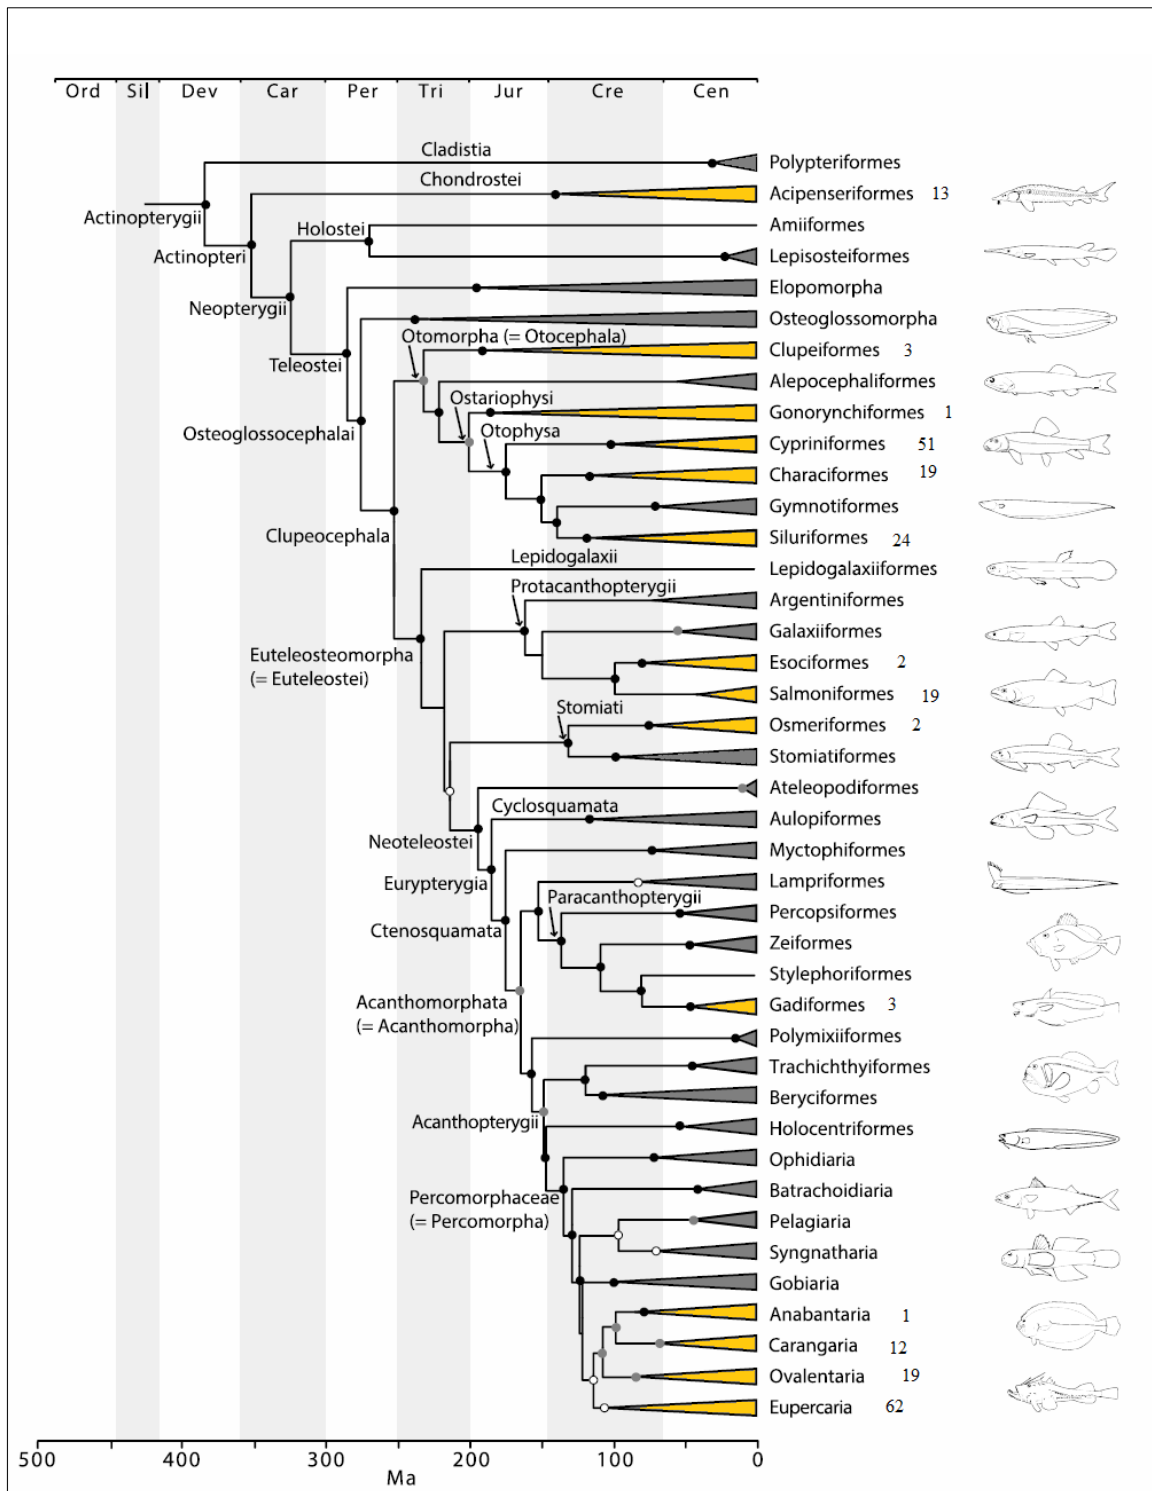 Ord Sil Dev Car Per Tri Jur Cre Cen
Cladistia
Polypteriformes
Chondrostei
Acipenseriformes 13
Actinopterygii
Holostei
Amiiformes
Actinopteri
Lepisosteiformes
Elopomorpha
Neopterygii
Osteoglossomorpha
Otomorpha (= Otocephala)
Clupeiformes 3
Teleostei
Alepocephaliformes
Ostariophysi
Gonorynchiformes 1
Otophysa
Osteoglossocephalai
Cypriniformes 51
Characiformes 19
Gymnotiformes
Clupeocephala
Siluriformes 24
Lepidogalaxii
Lepidogalaxiiformes
Protacanthopterygii
Argentiniformes
Galaxiiformes
Euteleosteomorpha
(= Euteleostei)
Esociformes 2
Salmoniformes 19
Stomiati
Osmeriformes 2
Stomiatiformes
Ateleopodiformes
Cyclosquamata
Aulopiformes
Neoteleostei
Myctophiformes
Eurypterygia
Lampriformes
Paracanthopterygii
Percopsiformes
Ctenosquamata
Zeiformes
Stylephoriformes
Acanthomorphata
(= Acanthomorpha)
Gadiformes 3
Polymixiiformes
Trachichthyiformes
Beryciformes
Acanthopterygii
Holocentriformes
Ophidiaria
Percomorphaceae
(= Percomorpha)
Batrachoidiaria
Pelagiaria
Syngnatharia
Gobiaria
Anabantaria 1
Carangaria 12
Ovalentaria 19
Eupercaria 62
500 400 300 200 100 0
Ma